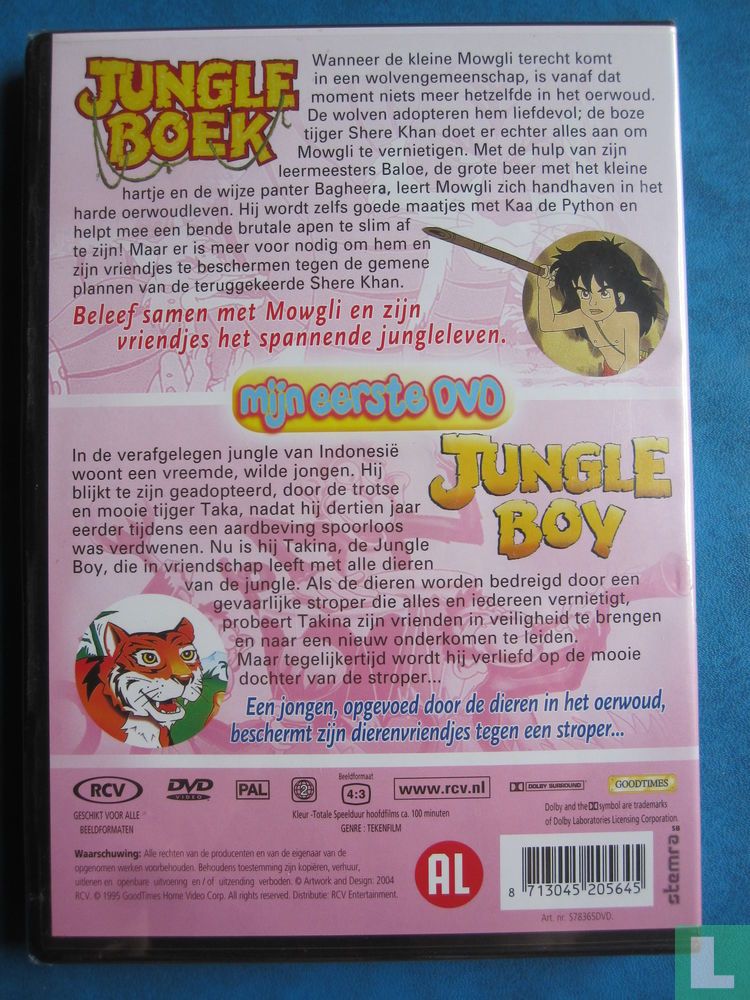 JUNGLE
BOEK
Wanneer de kleine Mowgli terecht komt
in een wolvengemeenschap, is vanaf dat
moment niets meer hetzelfde in het oerwoud.
De wolven adopteren hem liefdevol; de boze
tijger Shere Khan doet er echter alles aan om
Mowgli te vernietigen. Met de hulp van zijn
leermeesters Baloe, de grote beer met het kleine
hartje en de wijze panter Bagheera, leert Mowgli zich handhaven in het
harde oerwoudleven. Hij wordt zelfs goede maatjes met Kaa de Python en
helpt mee een bende brutale apen te slim af
te zijn! Maar er is meer voor nodig om hem en
zijn vriendjes te beschermen tegen de gemene
plannen van de teruggekeerde Shere Khan.
Beleef samen met Mowgli en zijn
vriendjes het spannende jungleleven.
mijn eerste DVD
JUNGLE
BOY
In de verafgelegen jungle van Indonesië
woont een vreemde, wilde jongen. Hij
blijkt te zijn geadopteerd, door de trotse
en mooie tijger Taka, nadat hij dertien jaar
eerder tijdens een aardbeving spoorloos
was verdwenen. Nu is hij Takina, de Jungle
Boy, die in vriendschap leeft met alle dieren
van de jungle. Als de dieren worden bedreigd door een
gevaarlijke stroper die alles en iedereen vernietigt,
probeert Takina zijn vrienden in veiligheid te brengen
en naar een nieuw onderkomen te leiden.
Maar tegelijkertijd wordt hij verliefd op de mooie
dochter van de stroper...
Een jongen, opgevoed door de dieren in het oerwoud,
beschermt zijn dierenvriendjes tegen een stroper...
RCV
DVD
VIDEO
PAL
2
Beeldformaat
4:3
www.rcv.nl
DOLBY SURROUND
GOODTIMES
GESCHIKT VOOR ALLE
BEELDFORMATEN
Kleur -Totale Speelduur hoofdfilms ca. 100 minuten
GENRE : TEKENFILM
Dolby and the symbol are trademarks
of Dolby Laboratories Licensing Corporation.
Waarschuwing: Alle rechten van de producenten en van de eigenaar van de
opgenomen werken voorbehouden. Behoudens toestemming zijn kopiëren, verhuur,
uitlenen en openbare uitvoering en / of uitzending verboden. © Artwork and Design: 2004
RCV. © 1995 GoodTimes Home Video Corp. All rights reserved. Distributie: RCV Entertainment.
AL
8 713045 205645
Art. nr. S78365DVD.
stemra
SB
L